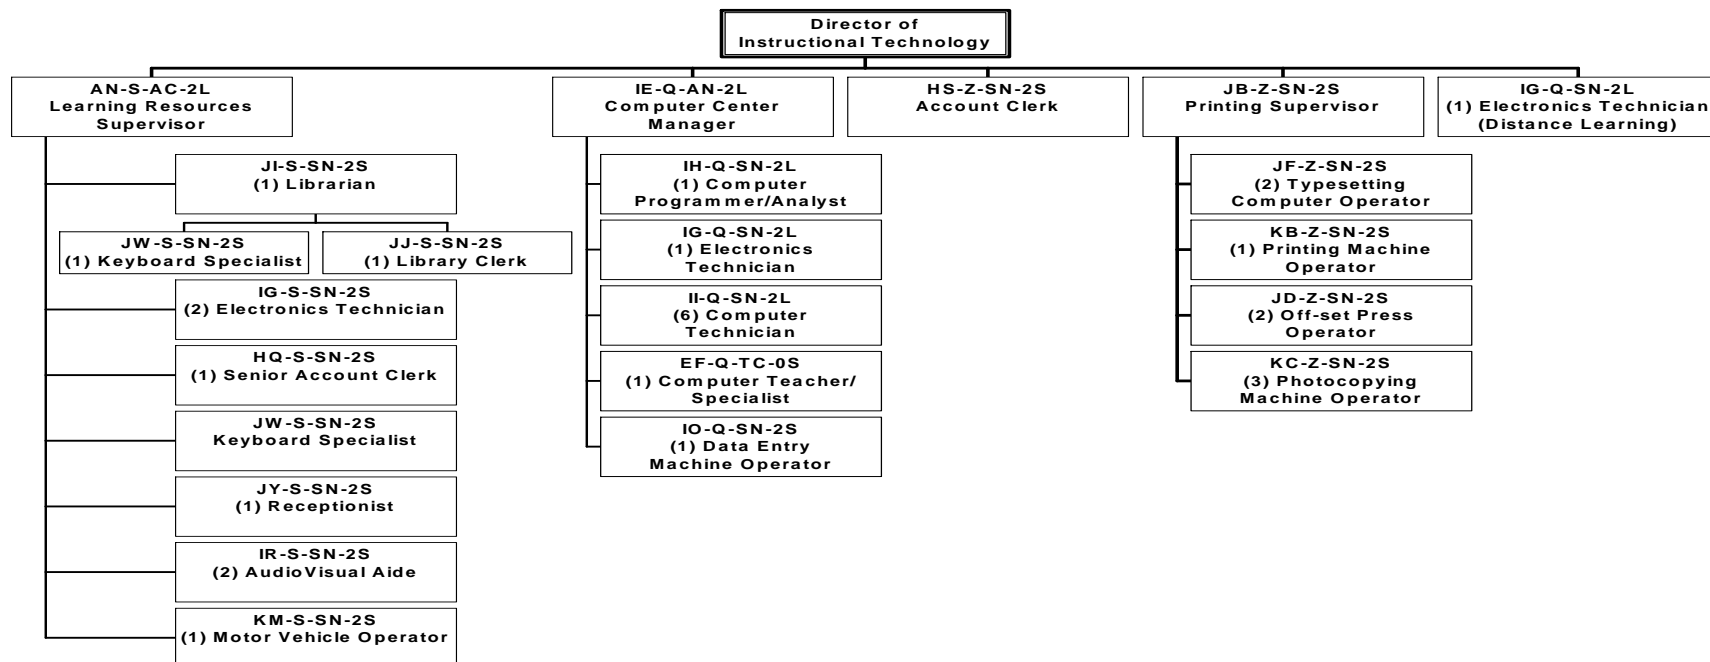 Director of
Instructional Technology
AN-S-AC-2L
Learning Resources
Supervisor
IE-Q-AN-2L
Computer Center
Manager
HS-Z-SN-2S
Account Clerk
JB-Z-SN-2S
Printing Supervisor
IG-Q-SN-2L
(1) Electronics Technician
(Distance Learning)
JI-S-SN-2S
(1) Librarian
JW-S-SN-2S
(1) Keyboard Specialist
JJ-S-SN-2S
(1) Library Clerk
IG-S-SN-2S
(2) Electronics Technician
HQ-S-SN-2S
(1) Senior Account Clerk
JW-S-SN-2S
Keyboard Specialist
JY-S-SN-2S
(1) Receptionist
IR-S-SN-2S
(2) AudioVisual Aide
KM-S-SN-2S
(1) Motor Vehicle Operator
IH-Q-SN-2L
(1) Computer
Programmer/Analyst
IG-Q-SN-2L
(1) Electronics
Technician
II-Q-SN-2L
(6) Computer
Technician
EF-Q-TC-0S
(1) Computer Teacher/
Specialist
IO-Q-SN-2S
(1) Data Entry
Machine Operator
JF-Z-SN-2S
(2) Typesetting
Computer Operator
KB-Z-SN-2S
(1) Printing Machine
Operator
JD-Z-SN-2S
(2) Off-set Press
Operator
KC-Z-SN-2S
(3) Photocopying
Machine Operator